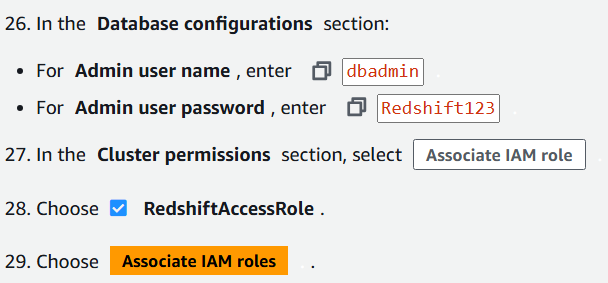 26. In the Database configurations section:
• For Admin user name , enter dbadmin .
• For Admin user password , enter Redshift123 .
27. In the Cluster permissions section, select Associate IAM role .
28. Choose RedshiftAccessRole .
29. Choose Associate IAM roles .